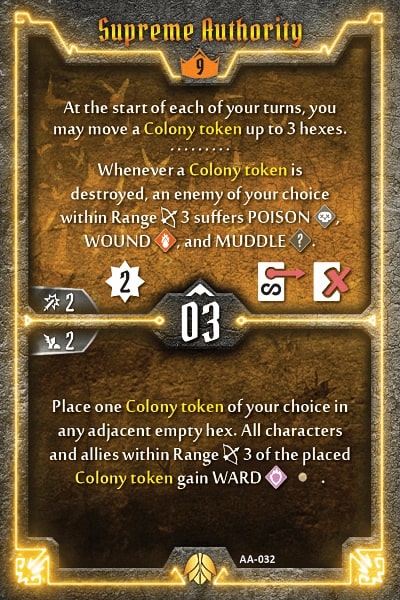 Supreme Authority
9
At the start of each of your turns, you
may move a Colony token up to 3 hexes.
Whenever a Colony token is
destroyed, an enemy of your choice
within Range 3 suffers POISON ,
WOUND , and MUDDLE ? .
2
S
2
03
2
Place one Colony token of your choice in
any adjacent empty hex. All characters
and allies within Range 3 of the placed
Colony token gain WARD .
AA-032